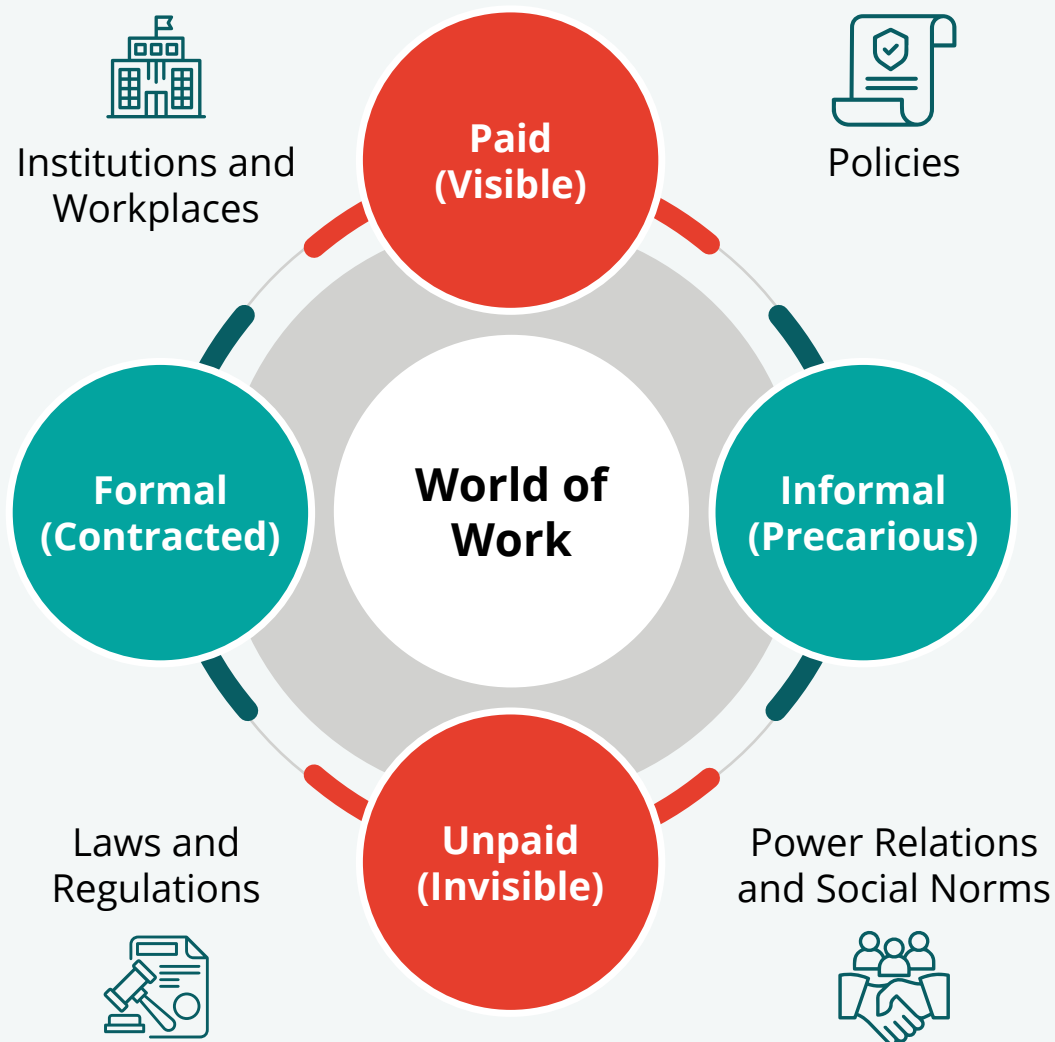 Paid
(Visible)
Institutions and
Workplaces
Policies
Formal
(Contracted)
World of
Work
Informal
(Precarious)
Laws and
Regulations
Unpaid
(Invisible)
Power Relations
and Social Norms